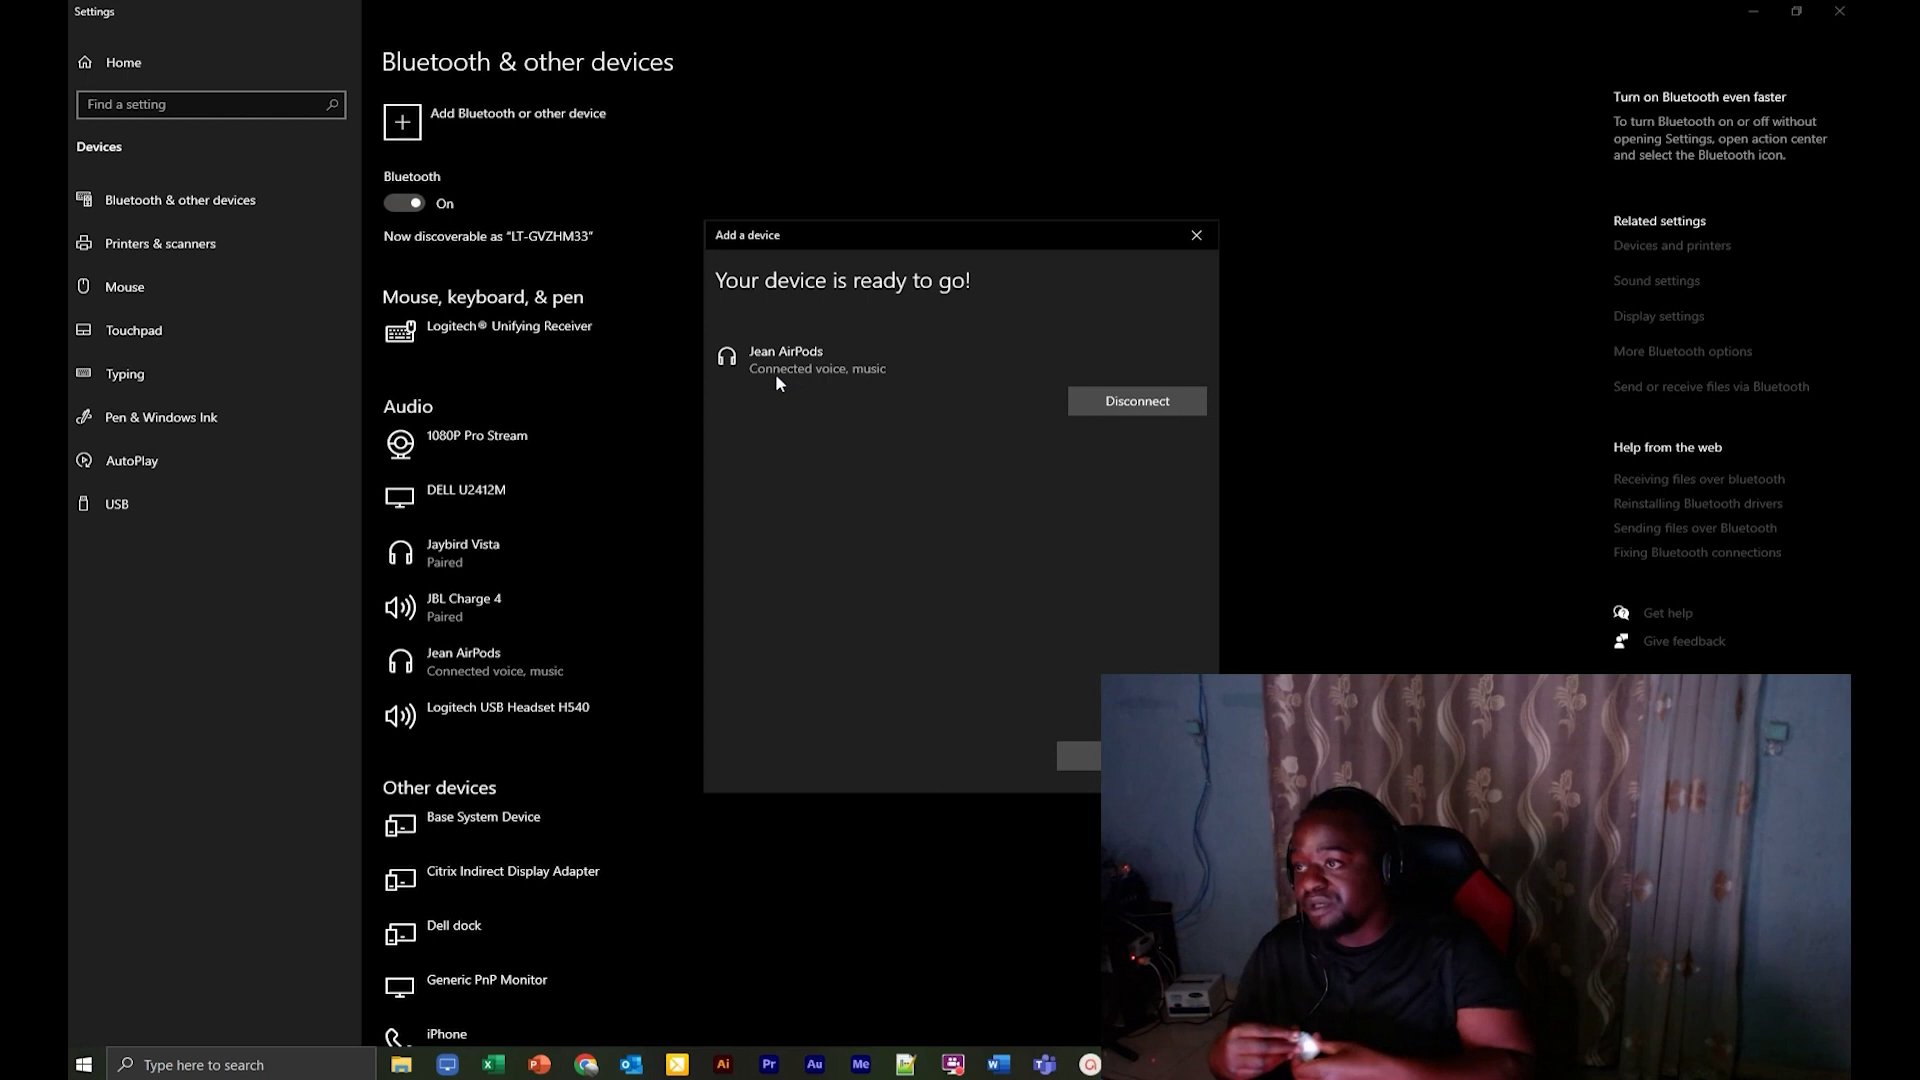 Settings
Home
Find a setting
Devices
Bluetooth & other devices
Printers & scanners
Mouse
Touchpad
Typing
Pen & Windows Ink
AutoPlay
USB
Bluetooth & other devices
Add Bluetooth or other device
Bluetooth
On
Now discoverable as “LT-GVZHM33”
Mouse, keyboard, & pen
Logitech® Unifying Receiver
Audio
1080P Pro Stream
DELL U2412M
Jaybird Vista
Paired
JBL Charge 4
Paired
Jean AirPods
Connected voice, music
Logitech USB Headset H540
Other devices
Base System Device
Citrix Indirect Display Adapter
Dell dock
Generic PnP Monitor
iPhone
Add a device
Your device is ready to go!
Jean AirPods
Connected voice, music
Disconnect
Turn on Bluetooth even faster
To turn Bluetooth on or off without
opening Settings, open action center
and select the Bluetooth icon.
Related settings
Devices and printers
Sound settings
Display settings
More Bluetooth options
Send or receive files via Bluetooth
Help from the web
Receiving files over bluetooth
Reinstalling Bluetooth drivers
Sending files over Bluetooth
Fixing Bluetooth connections
Get help
Give feedback
Type here to search
Ai
Pr
Au
Me